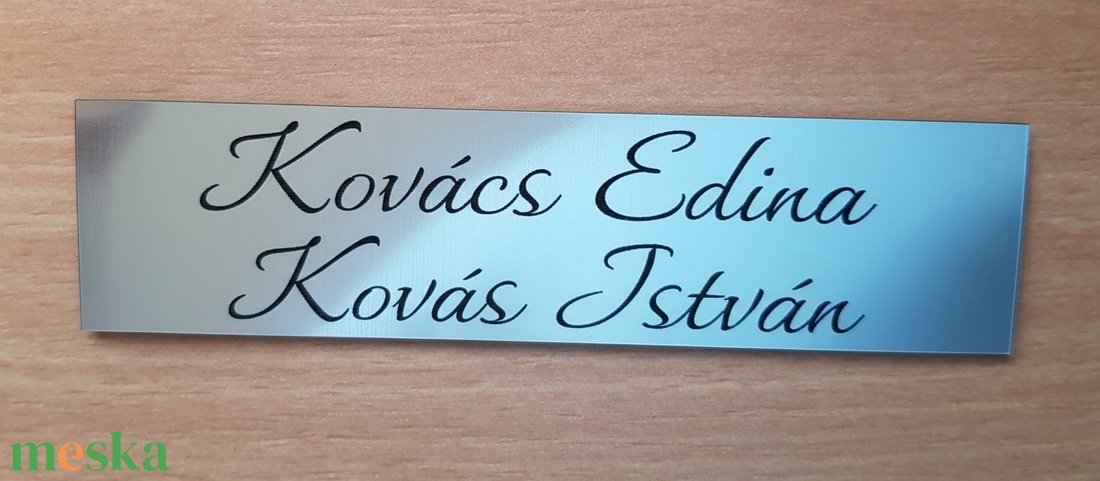 Kovács Edina
Kovás István
meska